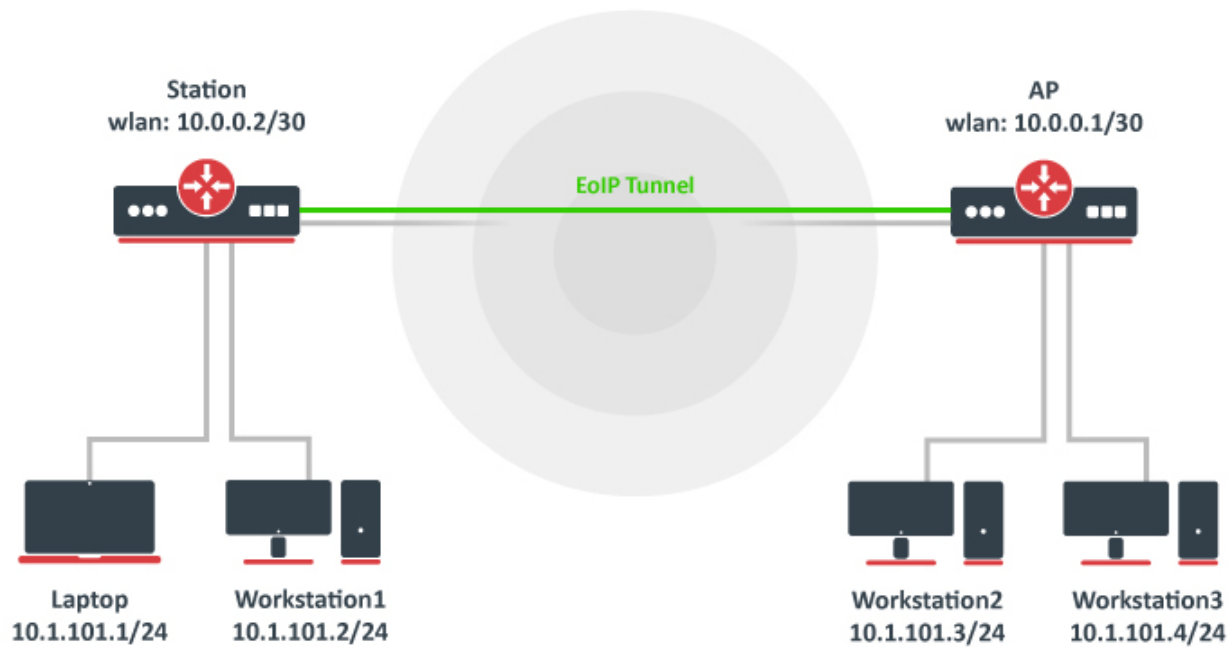 Station
wlan: 10.0.0.2/30
AP
wlan: 10.0.0.1/30
EoIP Tunnel
Laptop
10.1.101.1/24
Workstation1
10.1.101.2/24
Workstation2
10.1.101.3/24
Workstation3
10.1.101.4/24